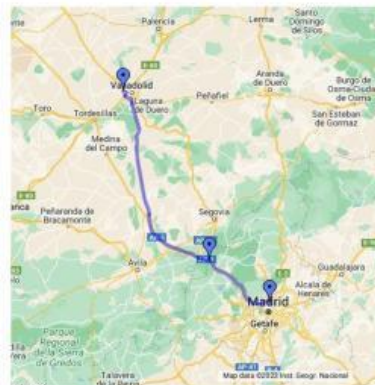 Santo
Domingo
de Silos
Palencia
Lerma
Valladolid
Aranda
de Duero
Burgo de
Osma-Ciudad
de Osma
Laguna
de Duero
Peñafiel
Toro
Tordesillas
San Esteban
de Gormaz
Medina
del Campo
Peñaranda de
Bracamonte
Segovia
Ávila
Guadalajara
Alcalá de
Henares
Madrid
Getafe
Parque
Regional
de la Sierra
de Gredos
Talavera
de la Reina
Map data ©2023 Inst. Geogr. Nacional